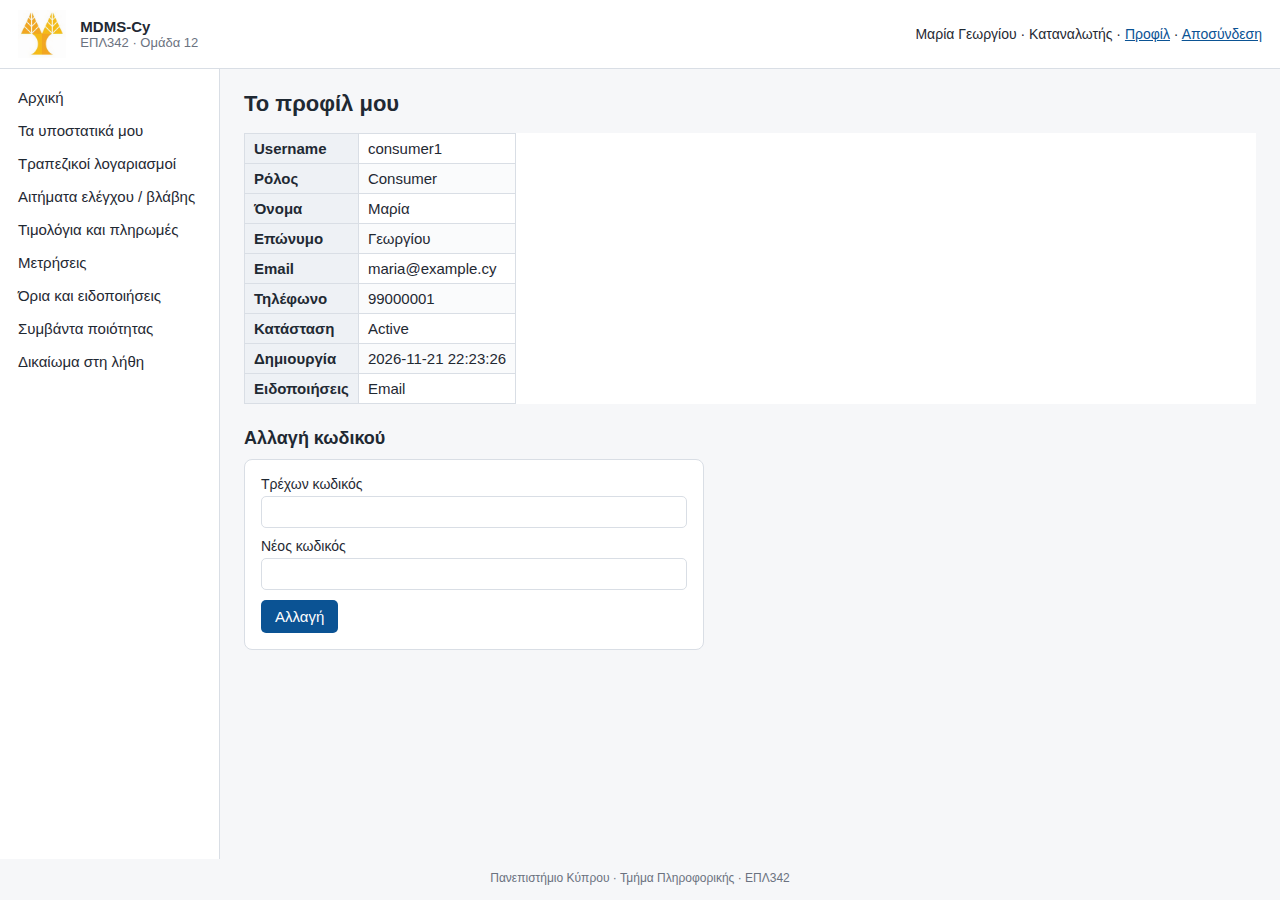 MDMS-Cy
ΕΠΛ342 · Ομάδα 12
Μαρία Γεωργίου · Καταναλωτής · Προφίλ · Αποσύνδεση
Αρχική
Τα υποστατικά μου
Τραπεζικοί λογαριασμοί
Αιτήματα ελέγχου / βλάβης
Τιμολόγια και πληρωμές
Μετρήσεις
Όρια και ειδοποιήσεις
Συμβάντα ποιότητας
Δικαίωμα στη λήθη
Το προφίλ μου
Username consumer1
Ρόλος Consumer
Όνομα Μαρία
Επώνυμο Γεωργίου
Email maria@example.cy
Τηλέφωνο 99000001
Κατάσταση Active
Δημιουργία 2026-11-21 22:23:26
Ειδοποιήσεις Email
Αλλαγή κωδικού
Τρέχων κωδικός
Νέος κωδικός
Αλλαγή
Πανεπιστήμιο Κύπρου · Τμήμα Πληροφορικής · ΕΠΛ342